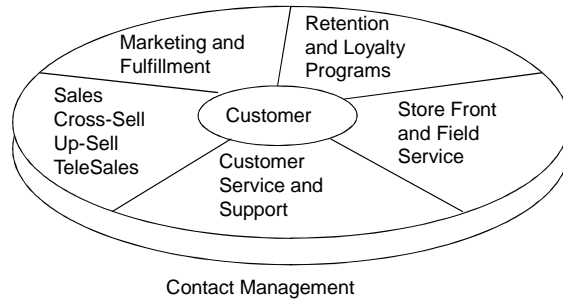 Marketing and
Fulfillment
Retention
and Loyalty
Programs
Sales
Cross-Sell
Up-Sell
TeleSales
Customer
Store Front
and Field
Service
Customer
Service and
Support
Contact Management